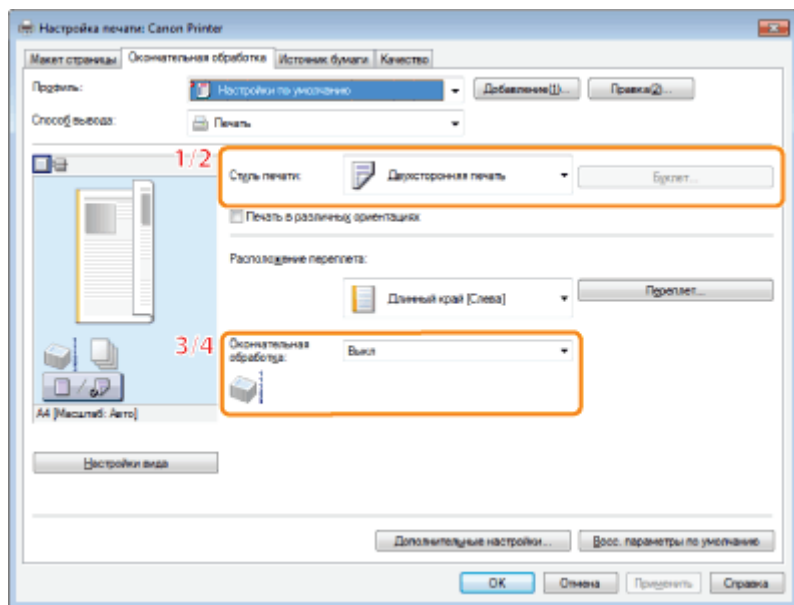 Настройка печати: Canon Printer
Макет страницы Окончательная обработка Источник бумаги Качество
Профиль: Настройки по умолчанию Добавление(1)... Правка(2)...
Способ вывода: Печать
1/2
Стиль печати: Двухсторонняя печать Буклет...
Печать в различных ориентациях
Расположение переплета:
Длинный край [Слева] Переплет...
3/4
Окончательная
обработка: Выкл
A4 [Масштаб: Авто]
Настройки вида
Дополнительные настройки... Восс. параметры по умолчанию
OK Отмена Применить Справка